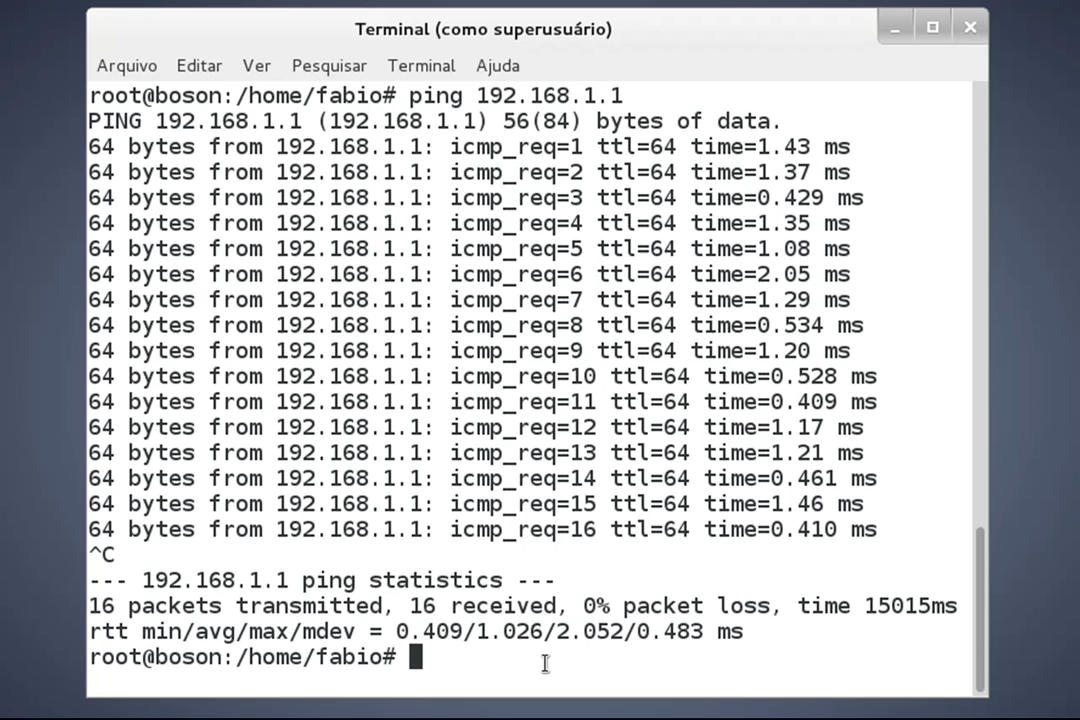 Terminal (como superusuário)
Arquivo Editar Ver Pesquisar Terminal Ajuda
root@boson:/home/fabio# ping 192.168.1.1
PING 192.168.1.1 (192.168.1.1) 56(84) bytes of data.
64 bytes from 192.168.1.1: icmp_req=1 ttl=64 time=1.43 ms
64 bytes from 192.168.1.1: icmp_req=2 ttl=64 time=1.37 ms
64 bytes from 192.168.1.1: icmp_req=3 ttl=64 time=0.429 ms
64 bytes from 192.168.1.1: icmp_req=4 ttl=64 time=1.35 ms
64 bytes from 192.168.1.1: icmp_req=5 ttl=64 time=1.08 ms
64 bytes from 192.168.1.1: icmp_req=6 ttl=64 time=2.05 ms
64 bytes from 192.168.1.1: icmp_req=7 ttl=64 time=1.29 ms
64 bytes from 192.168.1.1: icmp_req=8 ttl=64 time=0.534 ms
64 bytes from 192.168.1.1: icmp_req=9 ttl=64 time=1.20 ms
64 bytes from 192.168.1.1: icmp_req=10 ttl=64 time=0.528 ms
64 bytes from 192.168.1.1: icmp_req=11 ttl=64 time=0.409 ms
64 bytes from 192.168.1.1: icmp_req=12 ttl=64 time=1.17 ms
64 bytes from 192.168.1.1: icmp_req=13 ttl=64 time=1.21 ms
64 bytes from 192.168.1.1: icmp_req=14 ttl=64 time=0.461 ms
64 bytes from 192.168.1.1: icmp_req=15 ttl=64 time=1.46 ms
64 bytes from 192.168.1.1: icmp_req=16 ttl=64 time=0.410 ms
^C
--- 192.168.1.1 ping statistics ---
16 packets transmitted, 16 received, 0% packet loss, time 15015ms
rtt min/avg/max/mdev = 0.409/1.026/2.052/0.483 ms
root@boson:/home/fabio#